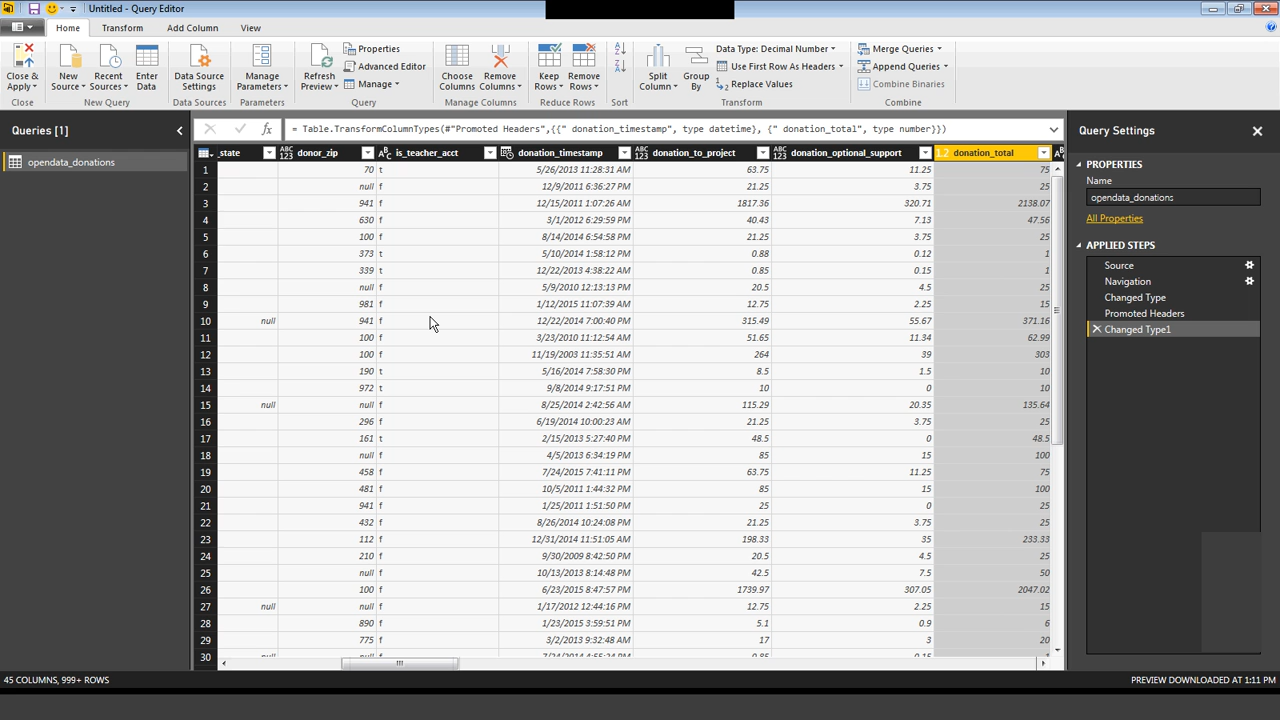 Untitled - Query Editor
Home Transform Add Column View
Close & Apply
New Source
Recent Sources
Enter Data
Data Source Settings
Manage Parameters
Refresh Preview
Properties
Advanced Editor
Manage
Choose Columns
Remove Columns
Keep Rows
Remove Rows
Split Column
Group By
Data Type: Decimal Number
Use First Row As Headers
Replace Values
Merge Queries
Append Queries
Combine Binaries
Close New Query Data Sources Parameters Query Manage Columns Reduce Rows Sort Transform Combine
Queries [1]
opendata_donations
= Table.TransformColumnTypes(#"Promoted Headers",{{" donation_timestamp", type datetime}, {" donation_total", type number}})
_state donor_zip is_teacher_acct donation_timestamp donation_to_project donation_optional_support donation_total
1 70 t 5/26/2013 11:28:31 AM 63.75 11.25 75
2 null f 12/9/2011 6:36:27 PM 21.25 3.75 25
3 941 f 12/15/2011 1:07:26 AM 1817.36 320.71 2138.07
4 630 f 3/1/2012 6:29:59 PM 40.43 7.13 47.56
5 100 f 8/14/2014 6:54:58 PM 21.25 3.75 25
6 373 t 5/10/2014 1:58:12 PM 0.88 0.12 1
7 339 t 12/22/2013 4:38:22 AM 0.85 0.15 1
8 null f 5/9/2010 12:13:13 PM 20.5 4.5 25
9 981 f 1/12/2015 11:07:39 AM 12.75 2.25 15
10 null 941 f 12/22/2014 7:00:40 PM 315.49 55.67 371.16
11 100 f 3/23/2010 11:12:54 AM 51.65 11.34 62.99
12 100 f 11/19/2003 11:35:51 AM 264 39 303
13 190 t 5/16/2014 7:58:30 PM 8.5 1.5 10
14 972 t 9/8/2014 9:17:51 PM 10 0 10
15 null null f 8/25/2014 2:42:56 AM 115.29 20.35 135.64
16 296 f 6/19/2014 10:00:23 AM 21.25 3.75 25
17 161 t 2/15/2013 5:27:40 PM 48.5 0 48.5
18 null f 4/5/2013 6:34:19 PM 85 15 100
19 458 f 7/24/2015 7:41:11 PM 63.75 11.25 75
20 481 f 10/5/2011 1:44:32 PM 85 15 100
21 941 f 1/25/2011 1:51:50 PM 25 0 25
22 432 f 8/26/2014 10:24:08 PM 21.25 3.75 25
23 112 f 12/31/2014 11:51:05 AM 198.33 35 233.33
24 210 f 9/30/2009 8:42:50 PM 20.5 4.5 25
25 null f 10/13/2013 8:14:48 PM 42.5 7.5 50
26 100 f 6/23/2015 8:47:57 PM 1739.97 307.05 2047.02
27 null null f 1/17/2012 12:44:16 PM 12.75 2.25 15
28 890 f 1/23/2015 3:59:51 PM 5.1 0.9 6
29 775 f 3/2/2013 9:32:48 AM 17 3 20
30 null null f 7/24/2014 4:55:24 PM 0.85 0.15 1
Query Settings
PROPERTIES
Name
opendata_donations
All Properties
APPLIED STEPS
Source
Navigation
Changed Type
Promoted Headers
Changed Type1
45 COLUMNS, 999+ ROWS
PREVIEW DOWNLOADED AT 1:11 PM